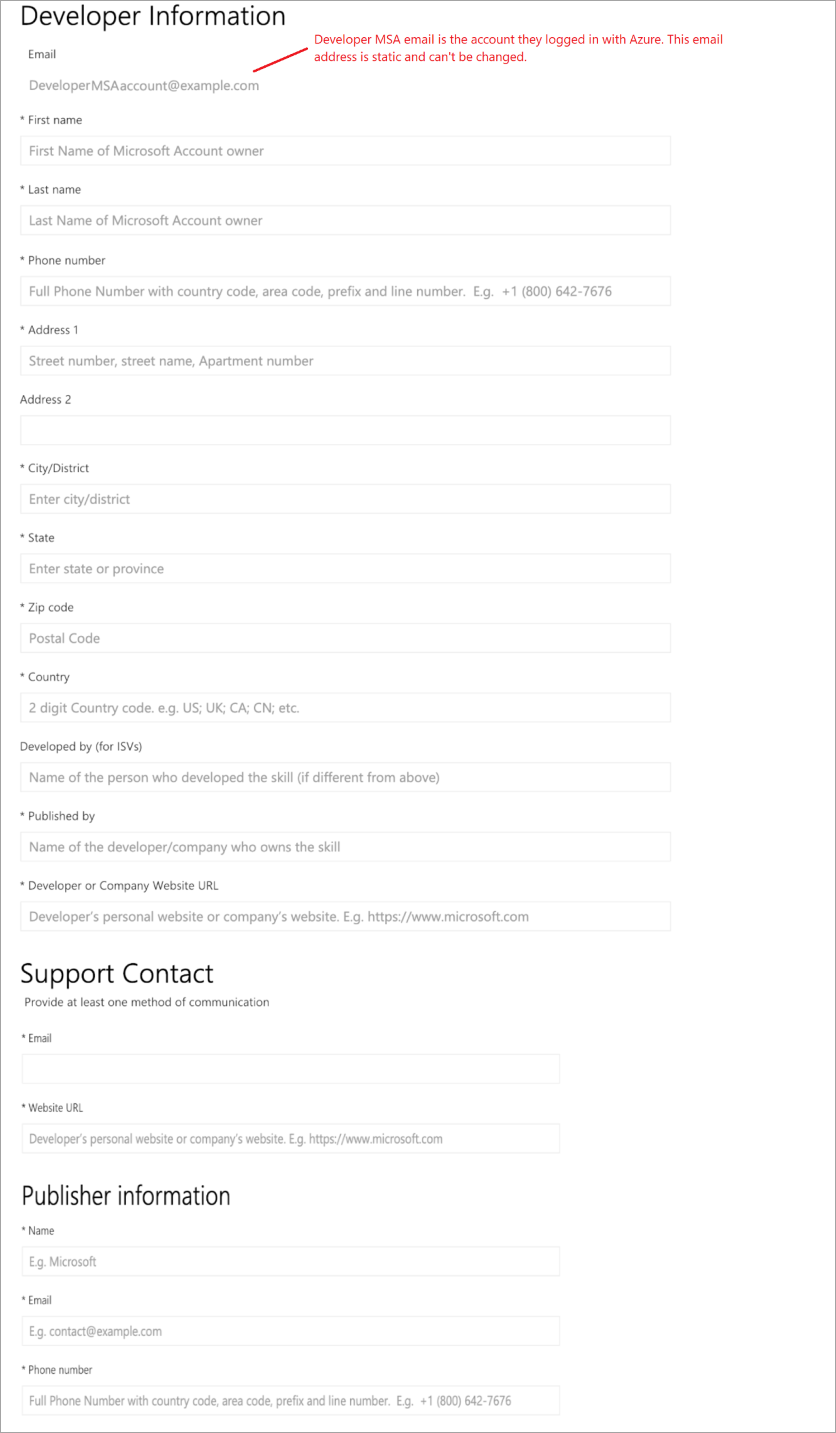 Developer Information
Developer MSA email is the account they logged in with Azure. This email
address is static and can't be changed.
Email
DeveloperMSAaccount@example.com
* First name
First Name of Microsoft Account owner
* Last name
Last Name of Microsoft Account owner
* Phone number
Full Phone Number with country code, area code, prefix and line number.  E.g.  +1 (800) 642-7676
* Address 1
Street number, street name, Apartment number
Address 2
* City/District
Enter city/district
* State
Enter state or province
* Zip code
Postal Code
* Country
2 digit Country code. e.g. US; UK; CA; CN; etc.
Developed by (for ISVs)
Name of the person who developed the skill (if different from above)
* Published by
Name of the developer/company who owns the skill
* Developer or Company Website URL
Developer's personal website or company's website. E.g. https://www.microsoft.com
Support Contact
Provide at least one method of communication
* Email
* Website URL
Developer's personal website or company's website. E.g. https://www.microsoft.com
Publisher information
* Name
E.g. Microsoft
* Email
E.g. contact@example.com
* Phone number
Full Phone Number with country code, area code, prefix and line number.  E.g.  +1 (800) 642-7676